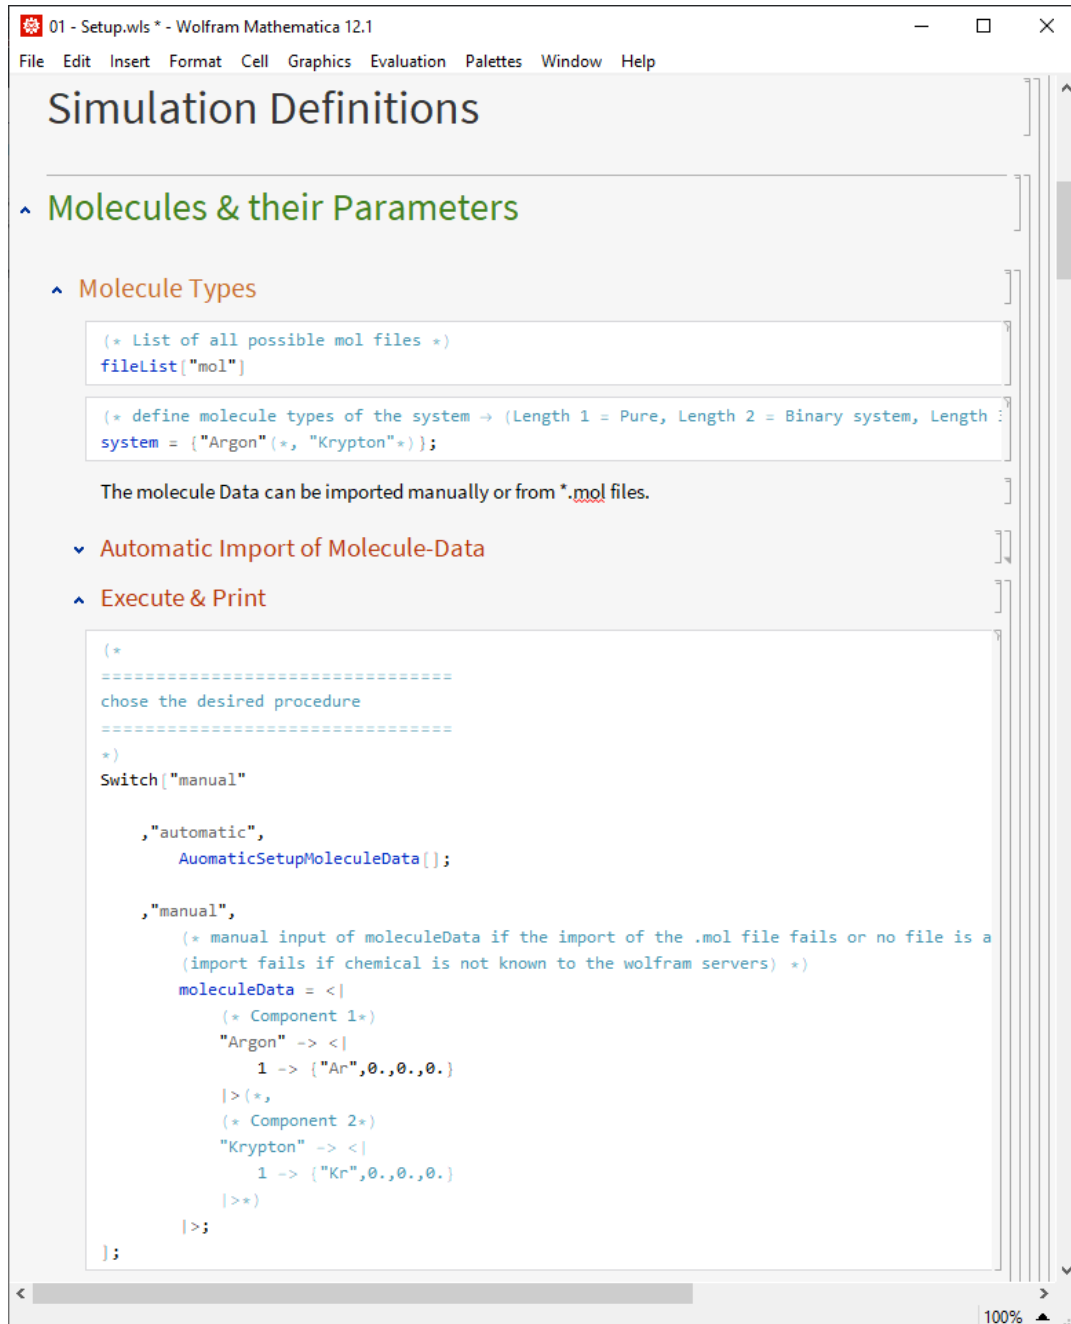 01 - Setup.wls * - Wolfram Mathematica 12.1
File Edit Insert Format Cell Graphics Evaluation Palettes Window Help
Simulation Definitions
Molecules & their Parameters
Molecule Types
(* List of all possible mol files *)
fileList["mol"]
(* define molecule types of the system → (Length 1 = Pure, Length 2 = Binary system, Length
system = {"Argon"(*, "Krypton"*)};
The molecule Data can be imported manually or from *.mol files.
Automatic Import of Molecule-Data
Execute & Print
(*
================================
chose the desired procedure
================================
*)
Switch["manual"
,"automatic",
AuomaticSetupMoleculeData[];
,"manual",
(* manual input of moleculeData if the import of the .mol file fails or no file is a
(import fails if chemical is not known to the wolfram servers) *)
moleculeData = <|
(* Component 1*)
"Argon" -> <|
1 -> {"Ar",0.,0.,0.}
|>(*,
(* Component 2*)
"Krypton" -> <|
1 -> {"Kr",0.,0.,0.}
|>*)
|>;
];
100%